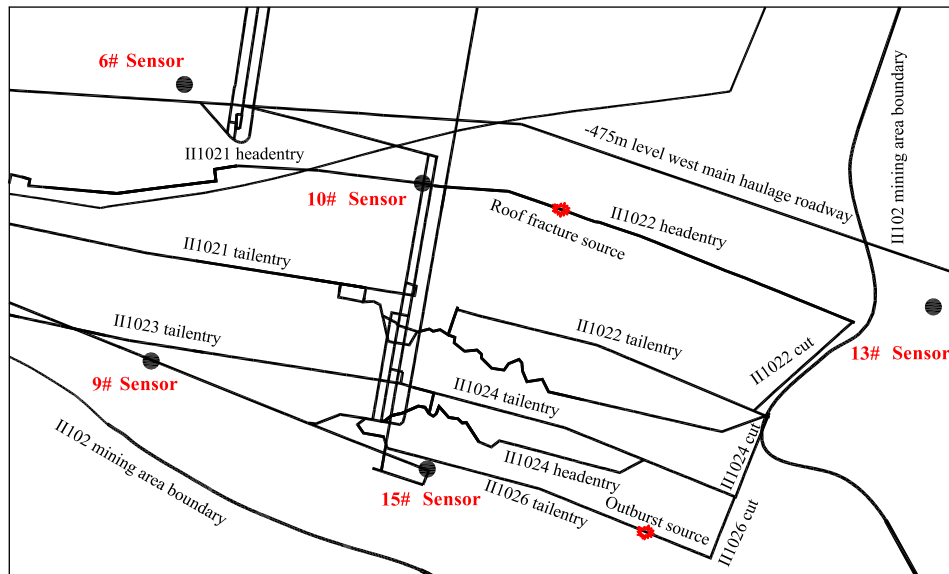 6# Sensor
-475m level west main haulage roadway
II102 mining area boundary
II1021 headentry
10# Sensor
Roof fracture source
II1022 headentry
II1021 tailentry
II1023 tailentry
II1022 tailentry
II1022 cut
13# Sensor
9# Sensor
II1024 tailentry
II102 mining area boundary
II1024 headentry
II1024 cut
15# Sensor
II1026 tailentry
Outburst source
II1026 cut